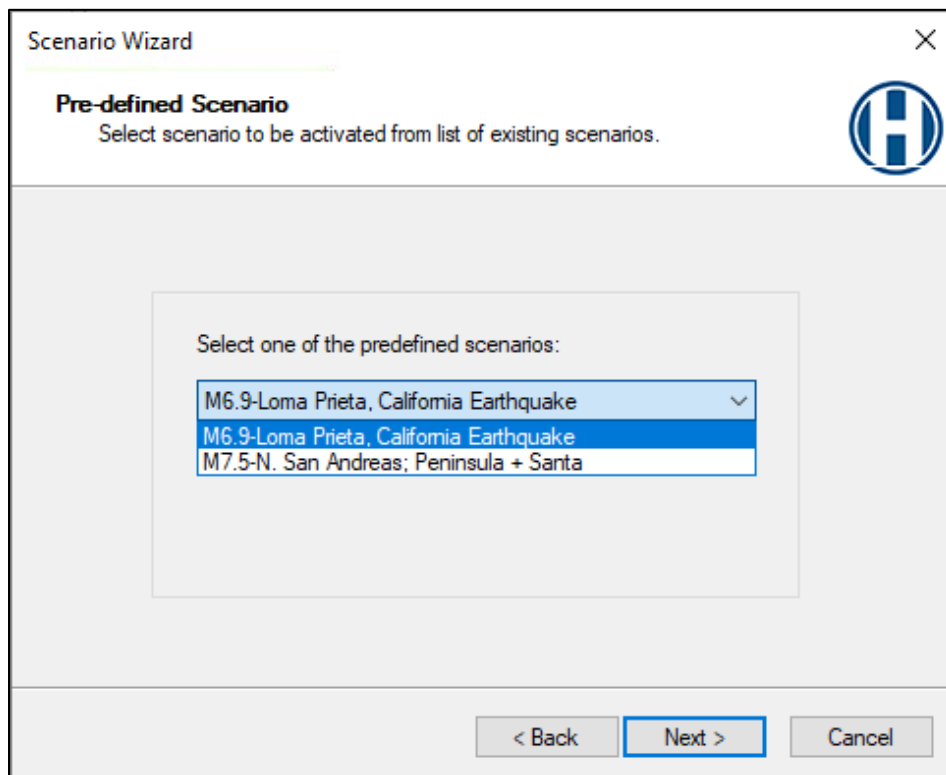 Scenario Wizard
Pre-defined Scenario
Select scenario to be activated from list of existing scenarios.
Select one of the predefined scenarios:
M6.9-Loma Prieta, California Earthquake
M6.9-Loma Prieta, California Earthquake
M7.5-N. San Andreas; Peninsula + Santa
< Back
Next >
Cancel